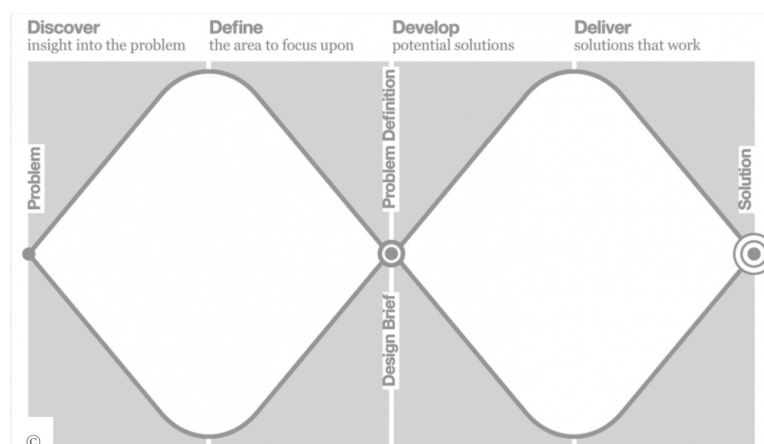 Discover
insight into the problem
Define
the area to focus upon
Develop
potential solutions
Deliver
solutions that work
Problem
Problem Definition
Design Brief
Solution
©